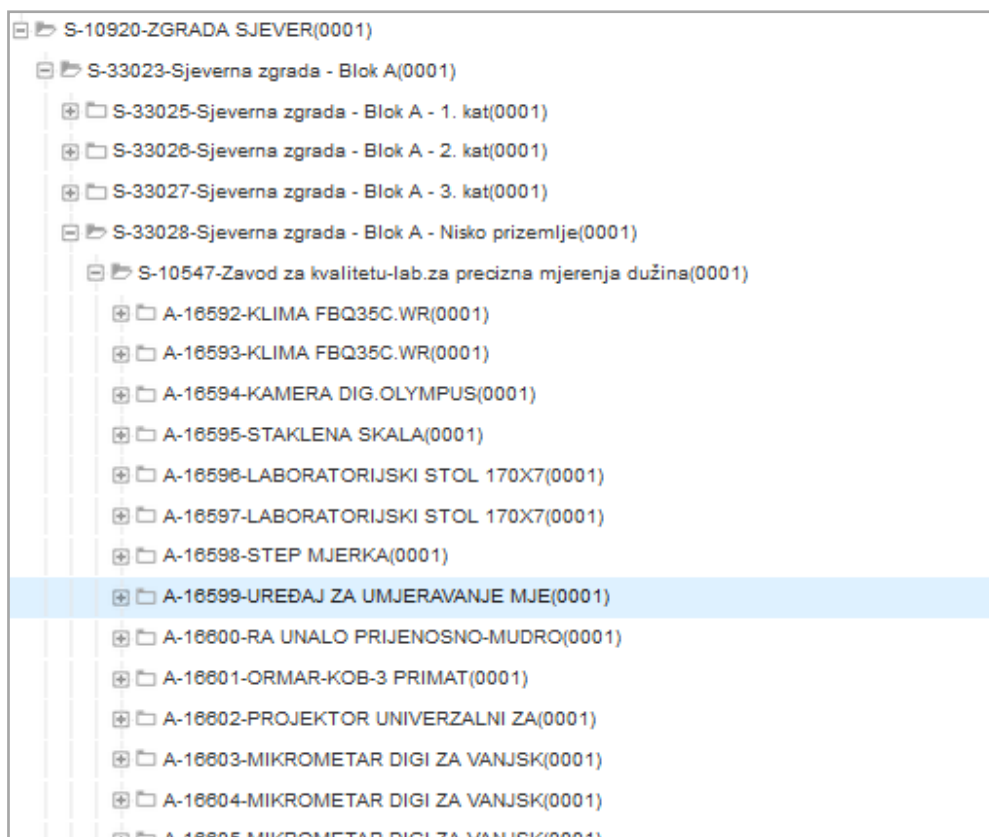 S-10920-ZGRADA SJEVER(0001)
S-33023-Sjeverna zgrada - Blok A(0001)
S-33025-Sjeverna zgrada - Blok A - 1. kat(0001)
S-33026-Sjeverna zgrada - Blok A - 2. kat(0001)
S-33027-Sjeverna zgrada - Blok A - 3. kat(0001)
S-33028-Sjeverna zgrada - Blok A - Nisko prizemlje(0001)
S-10547-Zavod za kvalitetu-lab.za precizna mjerenja dužina(0001)
A-16592-KLIMA FBQ35C.WR(0001)
A-16593-KLIMA FBQ35C.WR(0001)
A-16594-KAMERA DIG.OLYMPUS(0001)
A-16595-STAKLENA SKALA(0001)
A-16596-LABORATORIJSKI STOL 170X7(0001)
A-16597-LABORATORIJSKI STOL 170X7(0001)
A-16598-STEP MJERKA(0001)
A-16599-UREĐAJ ZA UMJERAVANJE MJE(0001)
A-16600-RA UNALO PRIJENOSNO-MUDRO(0001)
A-16601-ORMAR-KOB-3 PRIMAT(0001)
A-16602-PROJEKTOR UNIVERZALNI ZA(0001)
A-16603-MIKROMETAR DIGI ZA VANJSK(0001)
A-16604-MIKROMETAR DIGI ZA VANJSK(0001)
A-16605-MIKROMETAR DIGI ZA VANJSK(0001)